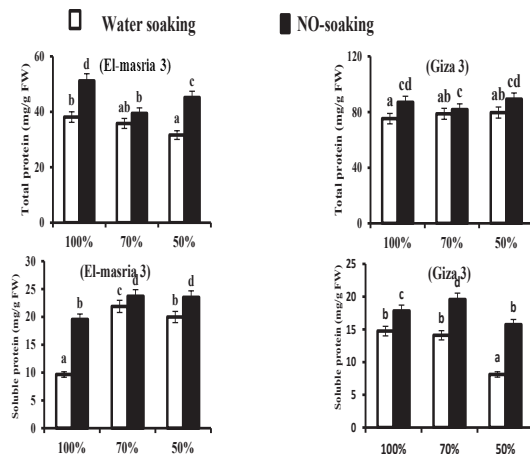 Water soaking NO-soaking
(El-masria 3)
Total protein (mg/g FW)
60
40
20
0
b d ab b a c
100% 70% 50%
(Giza 3)
Total protein (mg/g FW)
120
80
40
0
a cd ab c ab cd
100% 70% 50%
(El-masria 3)
Soluble protein (mg/g FW)
30
25
20
15
10
5
0
a b c d b d
100% 70% 50%
(Giza 3)
Soluble protein (mg/g FW)
25
20
15
10
5
0
b c b d a b
100% 70% 50%